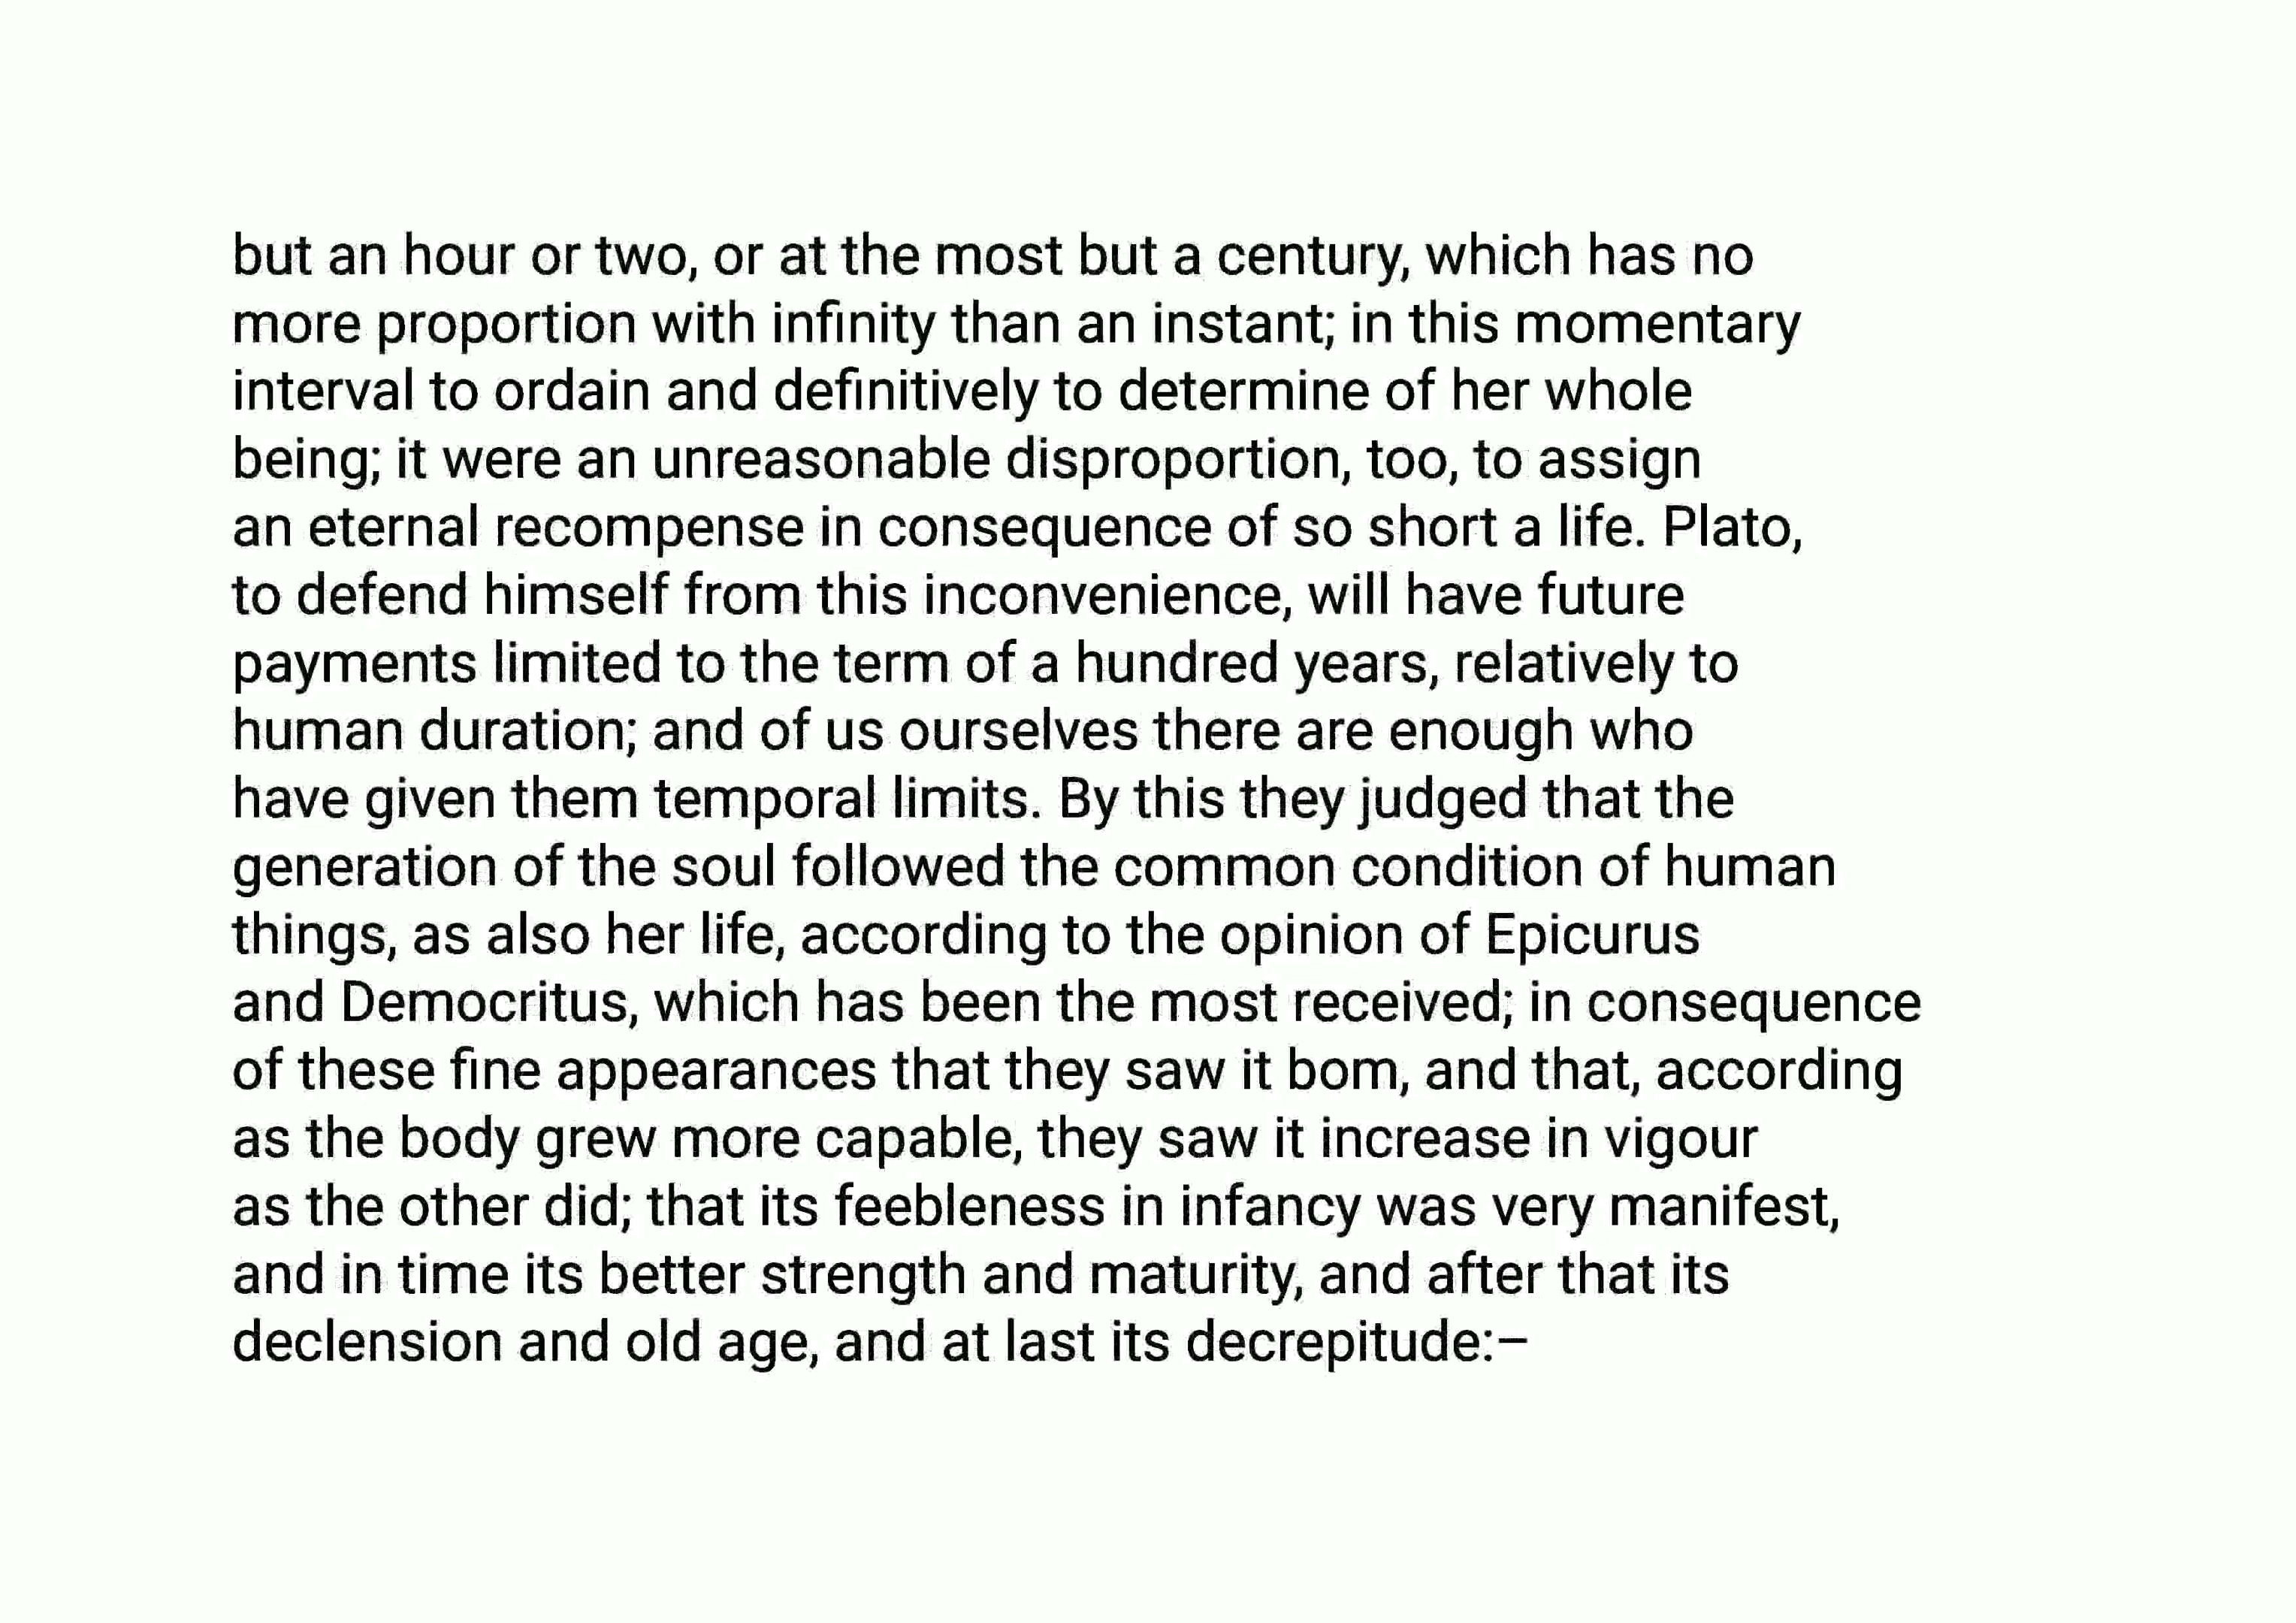 but an hour or two, or at the most but a century, which has no
more proportion with infinity than an instant; in this momentary
interval to ordain and definitively to determine of her whole
being; it were an unreasonable disproportion, too, to assign
an eternal recompense in consequence of so short a life. Plato,
to defend himself from this inconvenience, will have future
payments limited to the term of a hundred years, relatively to
human duration; and of us ourselves there are enough who
have given them temporal limits. By this they judged that the
generation of the soul followed the common condition of human
things, as also her life, according to the opinion of Epicurus
and Democritus, which has been the most received; in consequence
of these fine appearances that they saw it bom, and that, according
as the body grew more capable, they saw it increase in vigour
as the other did; that its feebleness in infancy was very manifest,
and in time its better strength and maturity, and after that its
declension and old age, and at last its decrepitude:–